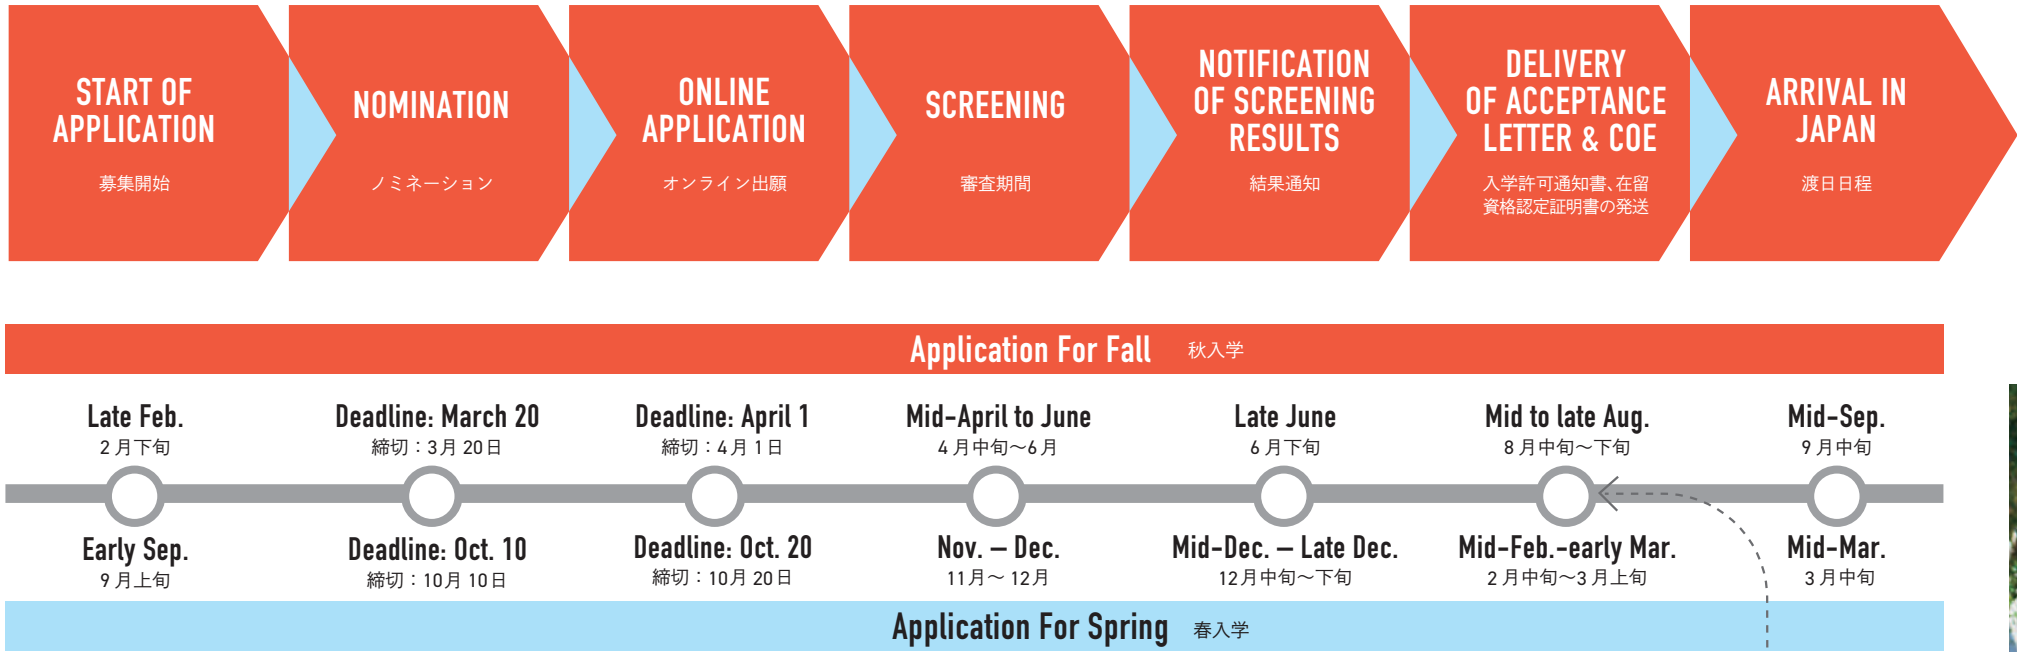 START OF
APPLICATION
募集開始
NOMINATION
ノミネーション
ONLINE
APPLICATION
オンライン出願
SCREENING
審査期間
NOTIFICATION
OF SCREENING
RESULTS
結果通知
DELIVERY
OF ACCEPTANCE
LETTER & COE
入学許可通知書、在留
資格認定証明書の発送
ARRIVAL IN
JAPAN
渡日日程
Application For Fall 秋入学
Late Feb.
2月下旬
Deadline: March 20
締切：3月20日
Deadline: April 1
締切：4月1日
Mid-April to June
4月中旬～6月
Late June
6月下旬
Mid to late Aug.
8月中旬～下旬
Mid-Sep.
9月中旬
Early Sep.
9月上旬
Deadline: Oct. 10
締切：10月10日
Deadline: Oct. 20
締切：10月20日
Nov. – Dec.
11月～12月
Mid-Dec. – Late Dec.
12月中旬～下旬
Mid-Feb.-early Mar.
2月中旬～3月上旬
Mid-Mar.
3月中旬
Application For Spring 春入学